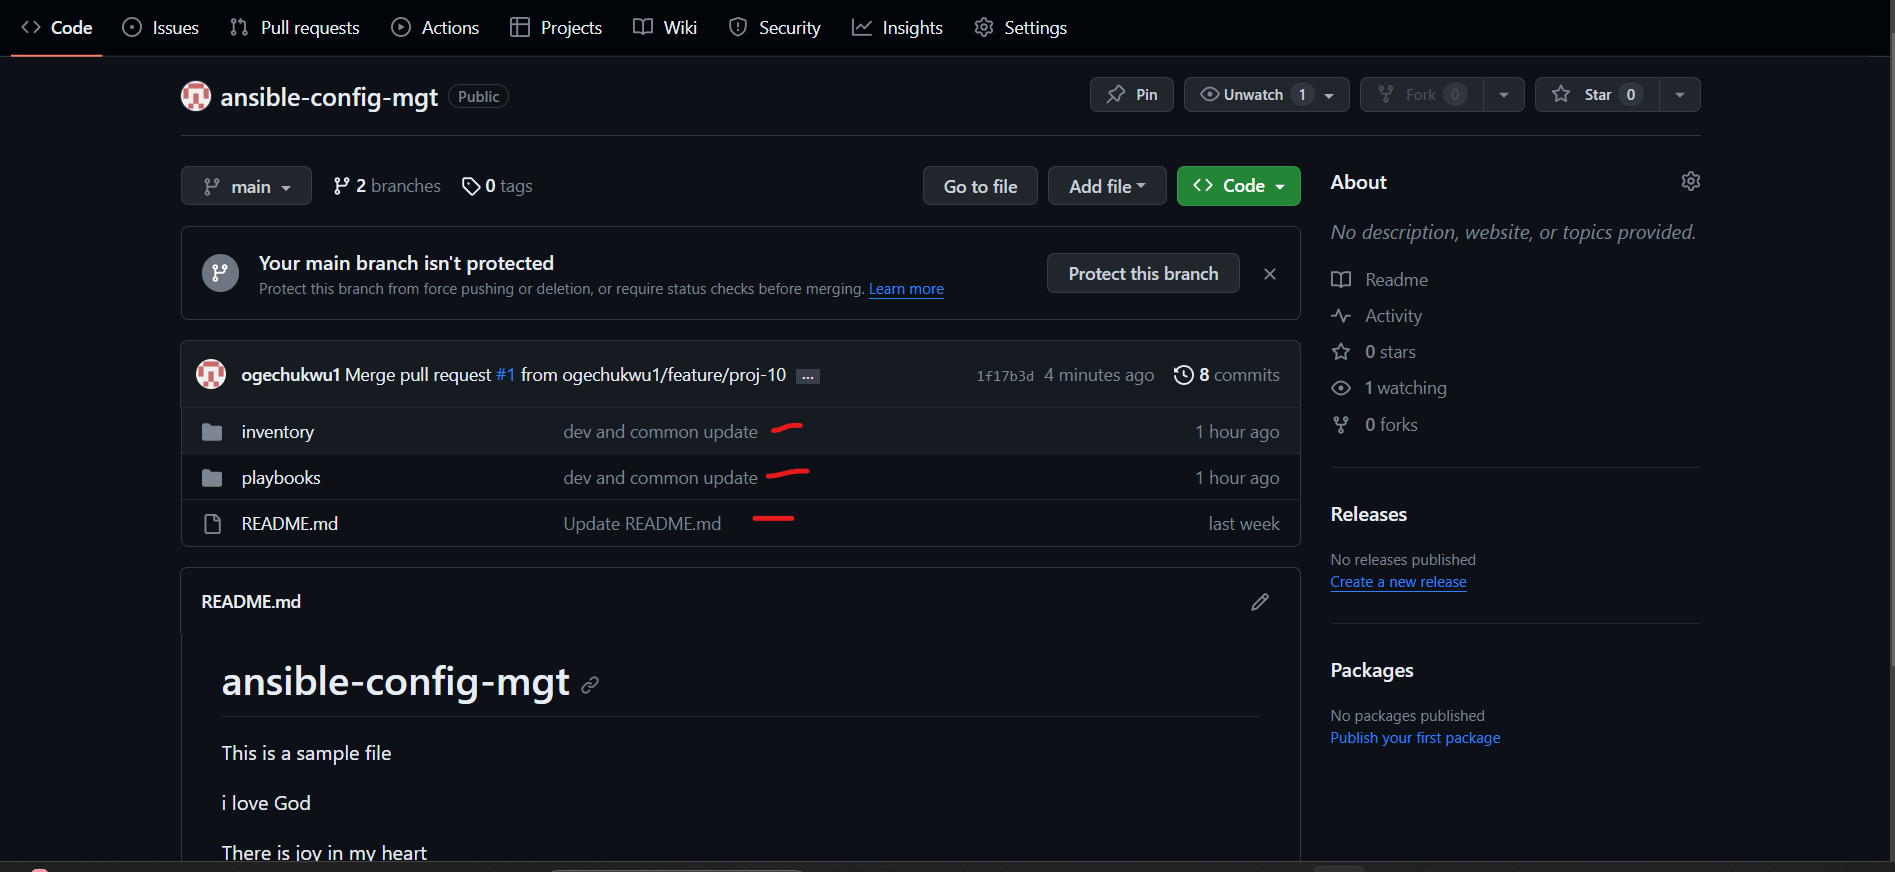 Code Issues Pull requests Actions Projects Wiki Security Insights Settings
ansible-config-mgt Public Pin Unwatch 1 Fork 0 Star 0
main 2 branches 0 tags Go to file Add file Code
Your main branch isn't protected
Protect this branch from force pushing or deletion, or require status checks before merging. Learn more
Protect this branch
ogechukwu1 Merge pull request #1 from ogechukwu1/feature/proj-10 ... 1f17b3d 4 minutes ago 8 commits
inventory dev and common update 1 hour ago
playbooks dev and common update 1 hour ago
README.md Update README.md last week
README.md
ansible-config-mgt
This is a sample file
i love God
There is joy in my heart
About
No description, website, or topics provided.
Readme
Activity
0 stars
1 watching
0 forks
Releases
No releases published
Create a new release
Packages
No packages published
Publish your first package